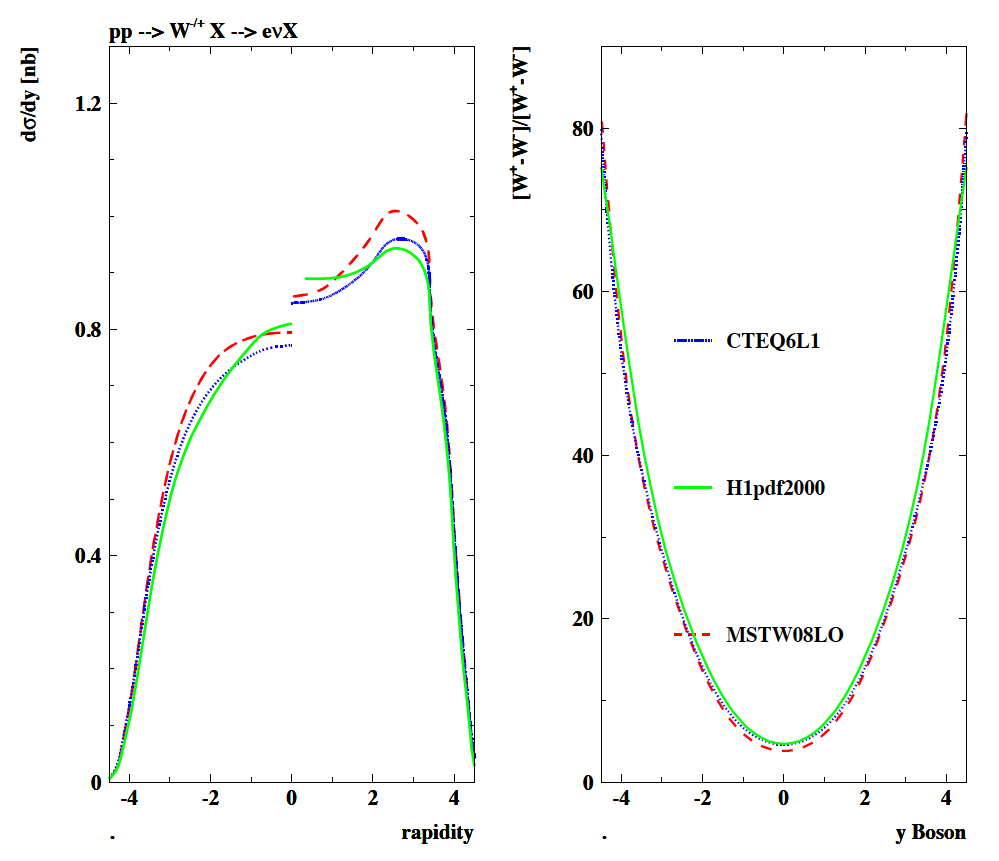 pp --> W⁻ᐟ⁺ X --> eνX
dσ/dy [nb]
1.2
0.8
0.4
0
-4 -2 0 2 4
. rapidity
[W⁺-W⁻]/[W⁺-W⁻]
80
60
40
20
0
CTEQ6L1
H1pdf2000
MSTW08LO
-4 -2 0 2 4
. y Boson